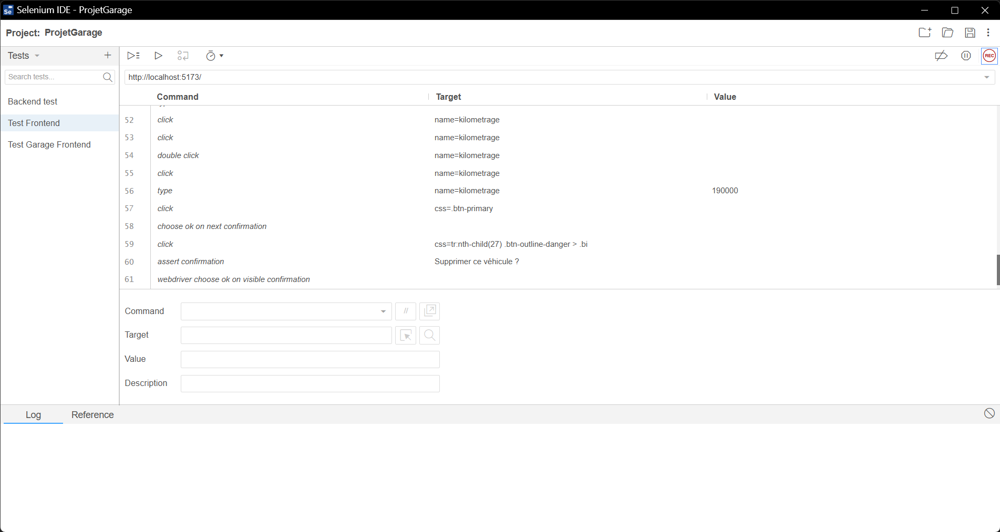 Selenium IDE - ProjetGarage
Project: ProjetGarage
Tests
Search tests...
Backend test
Test Frontend
Test Garage Frontend
REC
http://localhost:5173/
Command Target Value
52 click name=kilometrage
53 click name=kilometrage
54 double click name=kilometrage
55 click name=kilometrage
56 type name=kilometrage 190000
57 click css=.btn-primary
58 choose ok on next confirmation
59 click css=tr:nth-child(27) .btn-outline-danger > .bi
60 assert confirmation Supprimer ce véhicule ?
61 webdriver choose ok on visible confirmation
Command //
Target
Value
Description
Log Reference